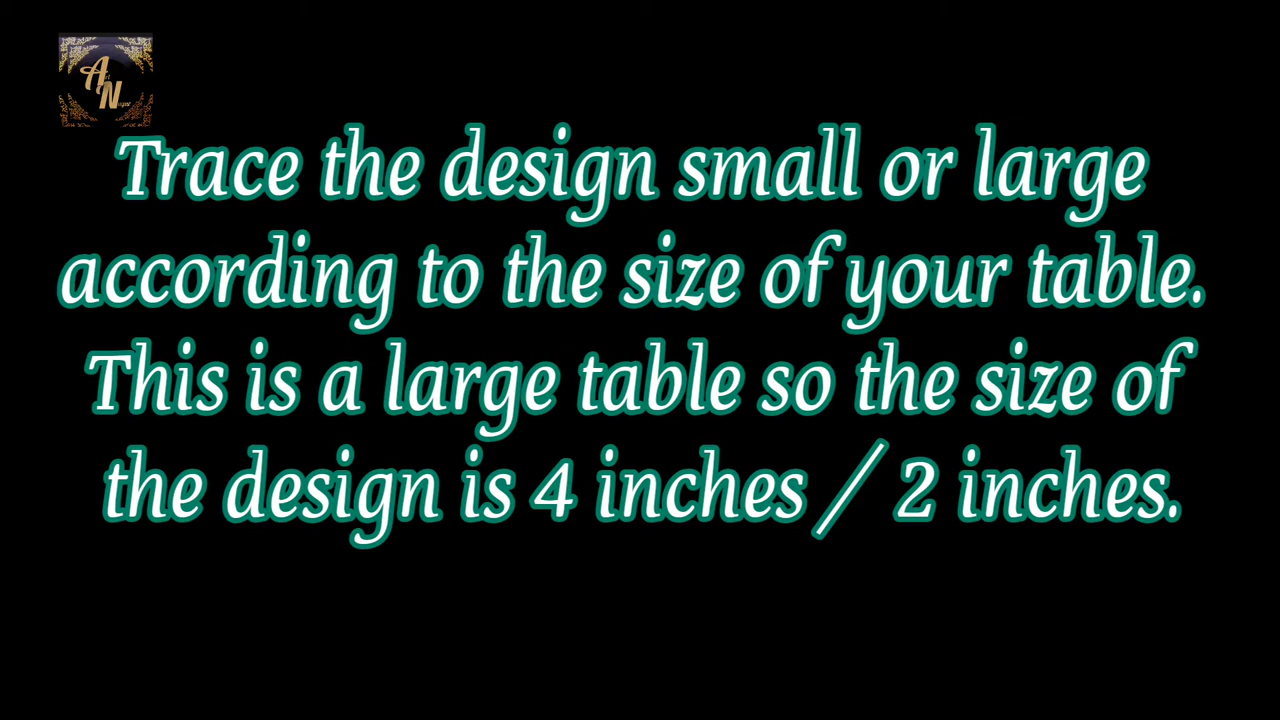 AN
Trace the design small or large
according to the size of your table.
This is a large table so the size of
the design is 4 inches / 2 inches.